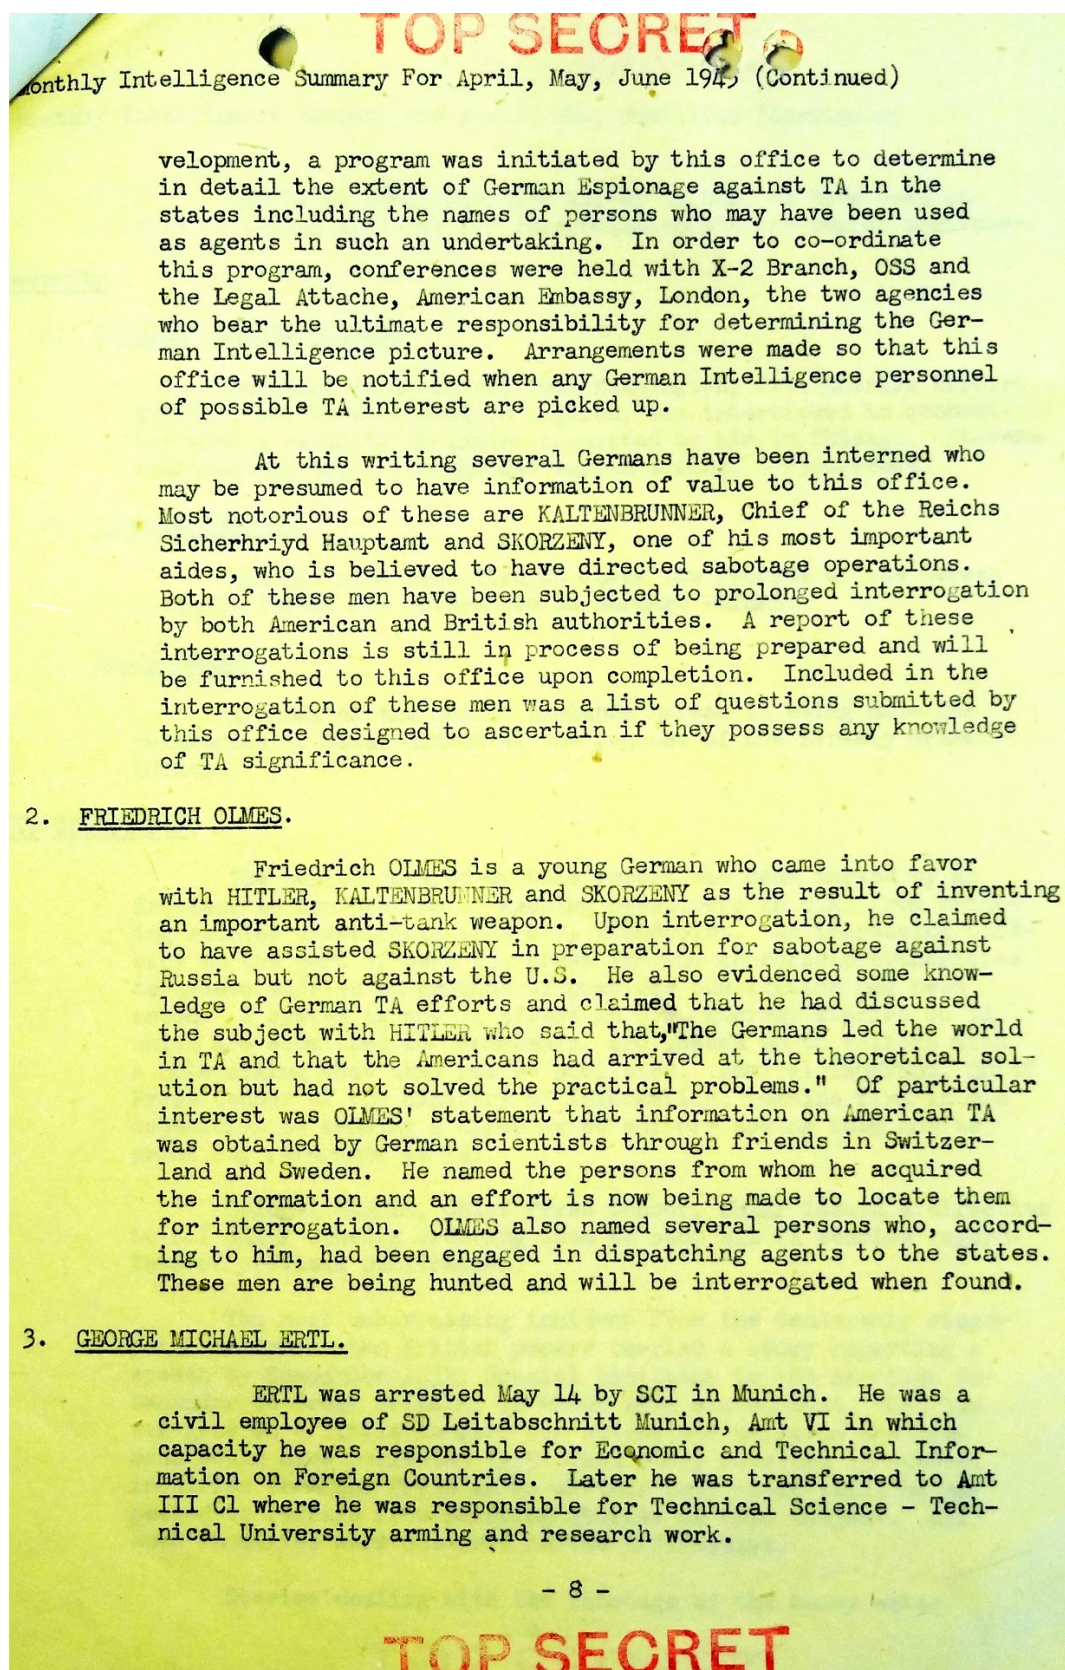 TOP SECRET
Monthly Intelligence Summary For April, May, June 1945 (Continued)
velopment, a program was initiated by this office to determine
in detail the extent of German Espionage against TA in the
states including the names of persons who may have been used
as agents in such an undertaking. In order to co-ordinate
this program, conferences were held with X-2 Branch, OSS and
the Legal Attache, American Embassy, London, the two agencies
who bear the ultimate responsibility for determining the Ger-
man Intelligence picture. Arrangements were made so that this
office will be notified when any German Intelligence personnel
of possible TA interest are picked up.
At this writing several Germans have been interned who
may be presumed to have information of value to this office.
Most notorious of these are KALTENBRUNNER, Chief of the Reichs
Sicherhriyd Hauptamt and SKORZENY, one of his most important
aides, who is believed to have directed sabotage operations.
Both of these men have been subjected to prolonged interrogation
by both American and British authorities. A report of these
interrogations is still in process of being prepared and will
be furnished to this office upon completion. Included in the
interrogation of these men was a list of questions submitted by
this office designed to ascertain if they possess any knowledge
of TA significance.
2. FRIEDRICH OLMES.
Friedrich OLMES is a young German who came into favor
with HITLER, KALTENBRUNNER and SKORZENY as the result of inventing
an important anti-tank weapon. Upon interrogation, he claimed
to have assisted SKORZENY in preparation for sabotage against
Russia but not against the U.S. He also evidenced some know-
ledge of German TA efforts and claimed that he had discussed
the subject with HITLER who said that,"The Germans led the world
in TA and that the Americans had arrived at the theoretical sol-
ution but had not solved the practical problems." Of particular
interest was OLMES' statement that information on American TA
was obtained by German scientists through friends in Switzer-
land and Sweden. He named the persons from whom he acquired
the information and an effort is now being made to locate them
for interrogation. OLMES also named several persons who, accord-
ing to him, had been engaged in dispatching agents to the states.
These men are being hunted and will be interrogated when found.
3. GEORGE MICHAEL ERTL.
ERTL was arrested May 14 by SCI in Munich. He was a
civil employee of SD Leitabschnitt Munich, Amt VI in which
capacity he was responsible for Economic and Technical Infor-
mation on Foreign Countries. Later he was transferred to Amt
III Cl where he was responsible for Technical Science - Tech-
nical University arming and research work.
- 8 -
TOP SECRET